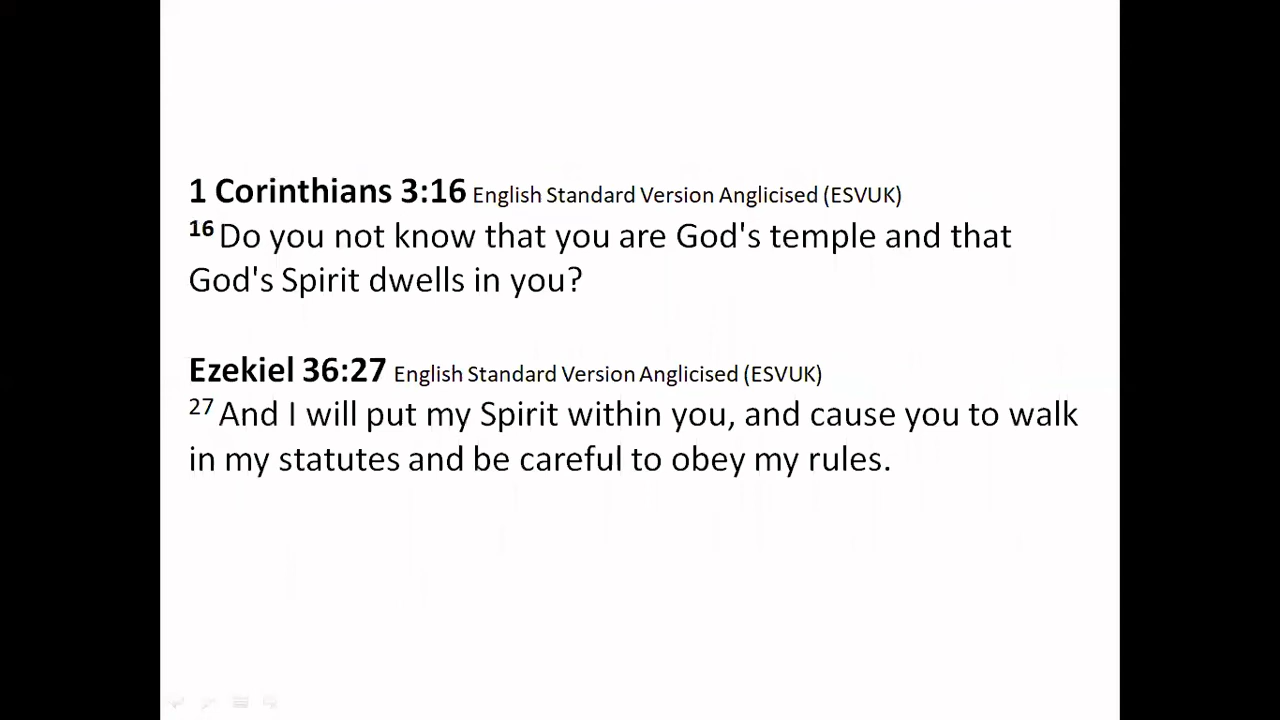 1 Corinthians 3:16 English Standard Version Anglicised (ESVUK)
16 Do you not know that you are God's temple and that
God's Spirit dwells in you?
Ezekiel 36:27 English Standard Version Anglicised (ESVUK)
27 And I will put my Spirit within you, and cause you to walk
in my statutes and be careful to obey my rules.